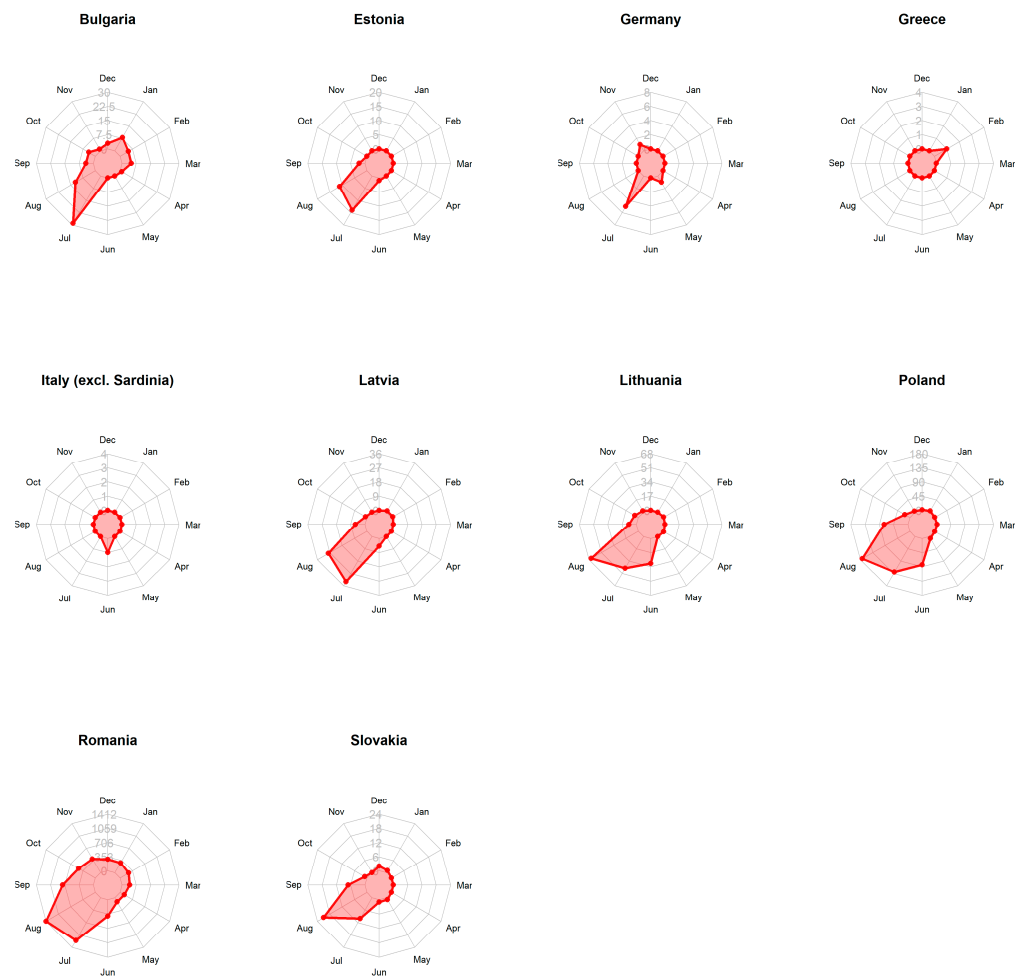 Bulgaria
Dec
Nov
Jan
30
22.5
Oct
Feb
15
7.5
Sep
Mar
Aug
Apr
Jul
May
Jun
Estonia
Dec
Nov
Jan
20
15
Oct
Feb
10
5
Sep
Mar
Aug
Apr
Jul
May
Jun
Germany
Dec
Nov
Jan
8
6
Oct
Feb
4
2
Sep
Mar
Aug
Apr
Jul
May
Jun
Greece
Dec
Nov
Jan
4
3
Oct
Feb
2
1
Sep
Mar
Aug
Apr
Jul
May
Jun
Italy (excl. Sardinia)
Dec
Nov
Jan
4
3
Oct
Feb
2
1
Sep
Mar
Aug
Apr
Jul
May
Jun
Latvia
Dec
Nov
Jan
36
27
Oct
Feb
18
9
Sep
Mar
Aug
Apr
Jul
May
Jun
Lithuania
Dec
Nov
Jan
68
51
Oct
Feb
34
17
Sep
Mar
Aug
Apr
Jul
May
Jun
Poland
Dec
Nov
Jan
180
135
Oct
Feb
90
45
Sep
Mar
Aug
Apr
Jul
May
Jun
Romania
Dec
Nov
Jan
1412
1059
Oct
Feb
706
353
0
Sep
Mar
Aug
Apr
Jul
May
Jun
Slovakia
Dec
Nov
Jan
24
18
Oct
Feb
12
6
Sep
Mar
Aug
Apr
Jul
May
Jun